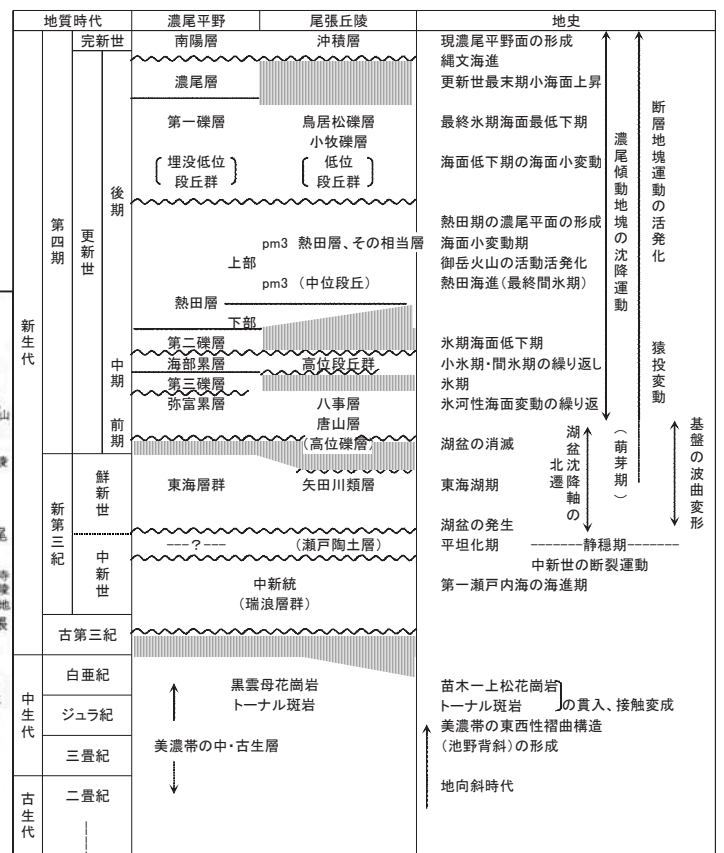 地質時代 濃尾平野 尾張丘陵 地史
新生代
第四期
更新世
完新世
後期
中期
前期
新第三紀
鮮新世
中新世
古第三紀
中生代
白亜紀
ジュラ紀
三畳紀
古生代
二畳紀
南陽層 沖積層 現濃尾平野面の形成
縄文海進
濃尾層 更新世最末期小海面上昇
第一礫層 鳥居松礫層 最終氷期海面最低下期
小牧礫層
埋没低位 低位 海面低下期の海面小変動
段丘群 段丘群
熱田期の濃尾平面の形成
pm3 熱田層、その相当層 海面小変動期
上部 御岳火山の活動活発化
pm3 (中位段丘) 熱田海進(最終間氷期)
熱田層
下部
第二礫層 氷期海面低下期
海部累層 高位段丘群 小氷期・間氷期の繰り返し
第三礫層 氷期
弥富累層 八事層 氷河性海面変動の繰り返
唐山層
(高位礫層) 湖盆の消滅
東海層群 矢田川類層 東海湖期
湖盆の発生
---?--- (瀬戸陶土層) 平坦化期 -------静穏期-------
中新世の断裂運動
中新統 第一瀬戸内海の海進期
(瑞浪層群)
黒雲母花崗岩 苗木ー上松花崗岩
トーナル斑岩 トーナル斑岩 の貫入、接触変成
美濃帯の東西性褶曲構造
美濃帯の中・古生層 (池野背斜)の形成
地向斜時代
濃尾傾動地塊の沈降運動
断層地塊運動の活発化
猿投変動
(萌芽期)
湖盆沈降軸の
北遷
基盤の波曲変形
山
陵
尾
寺
陵
地
長